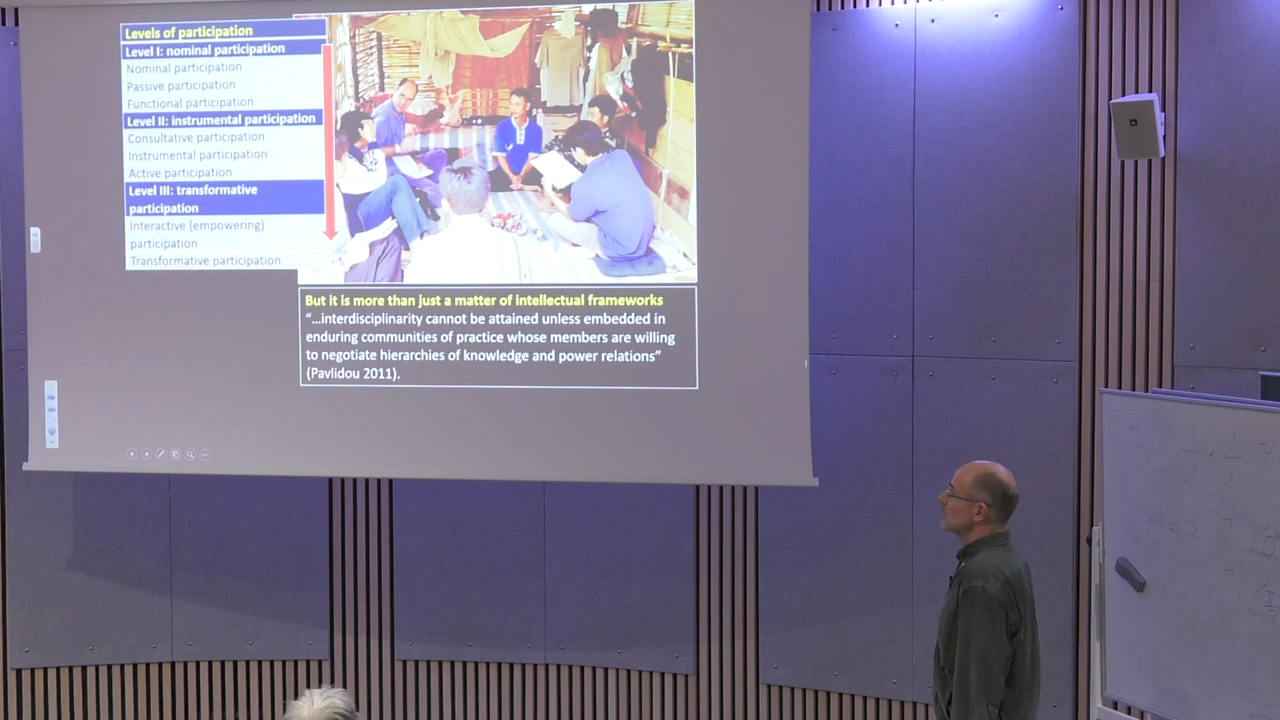 Levels of participation
Level I: nominal participation
Nominal participation
Passive participation
Functional participation
Level II: instrumental participation
Consultative participation
Instrumental participation
Active participation
Level III: transformative
participation
Interactive (empowering)
participation
Transformative participation
But it is more than just a matter of intellectual frameworks
“…interdisciplinarity cannot be attained unless embedded in
enduring communities of practice whose members are willing
to negotiate hierarchies of knowledge and power relations”
(Pavlidou 2011).